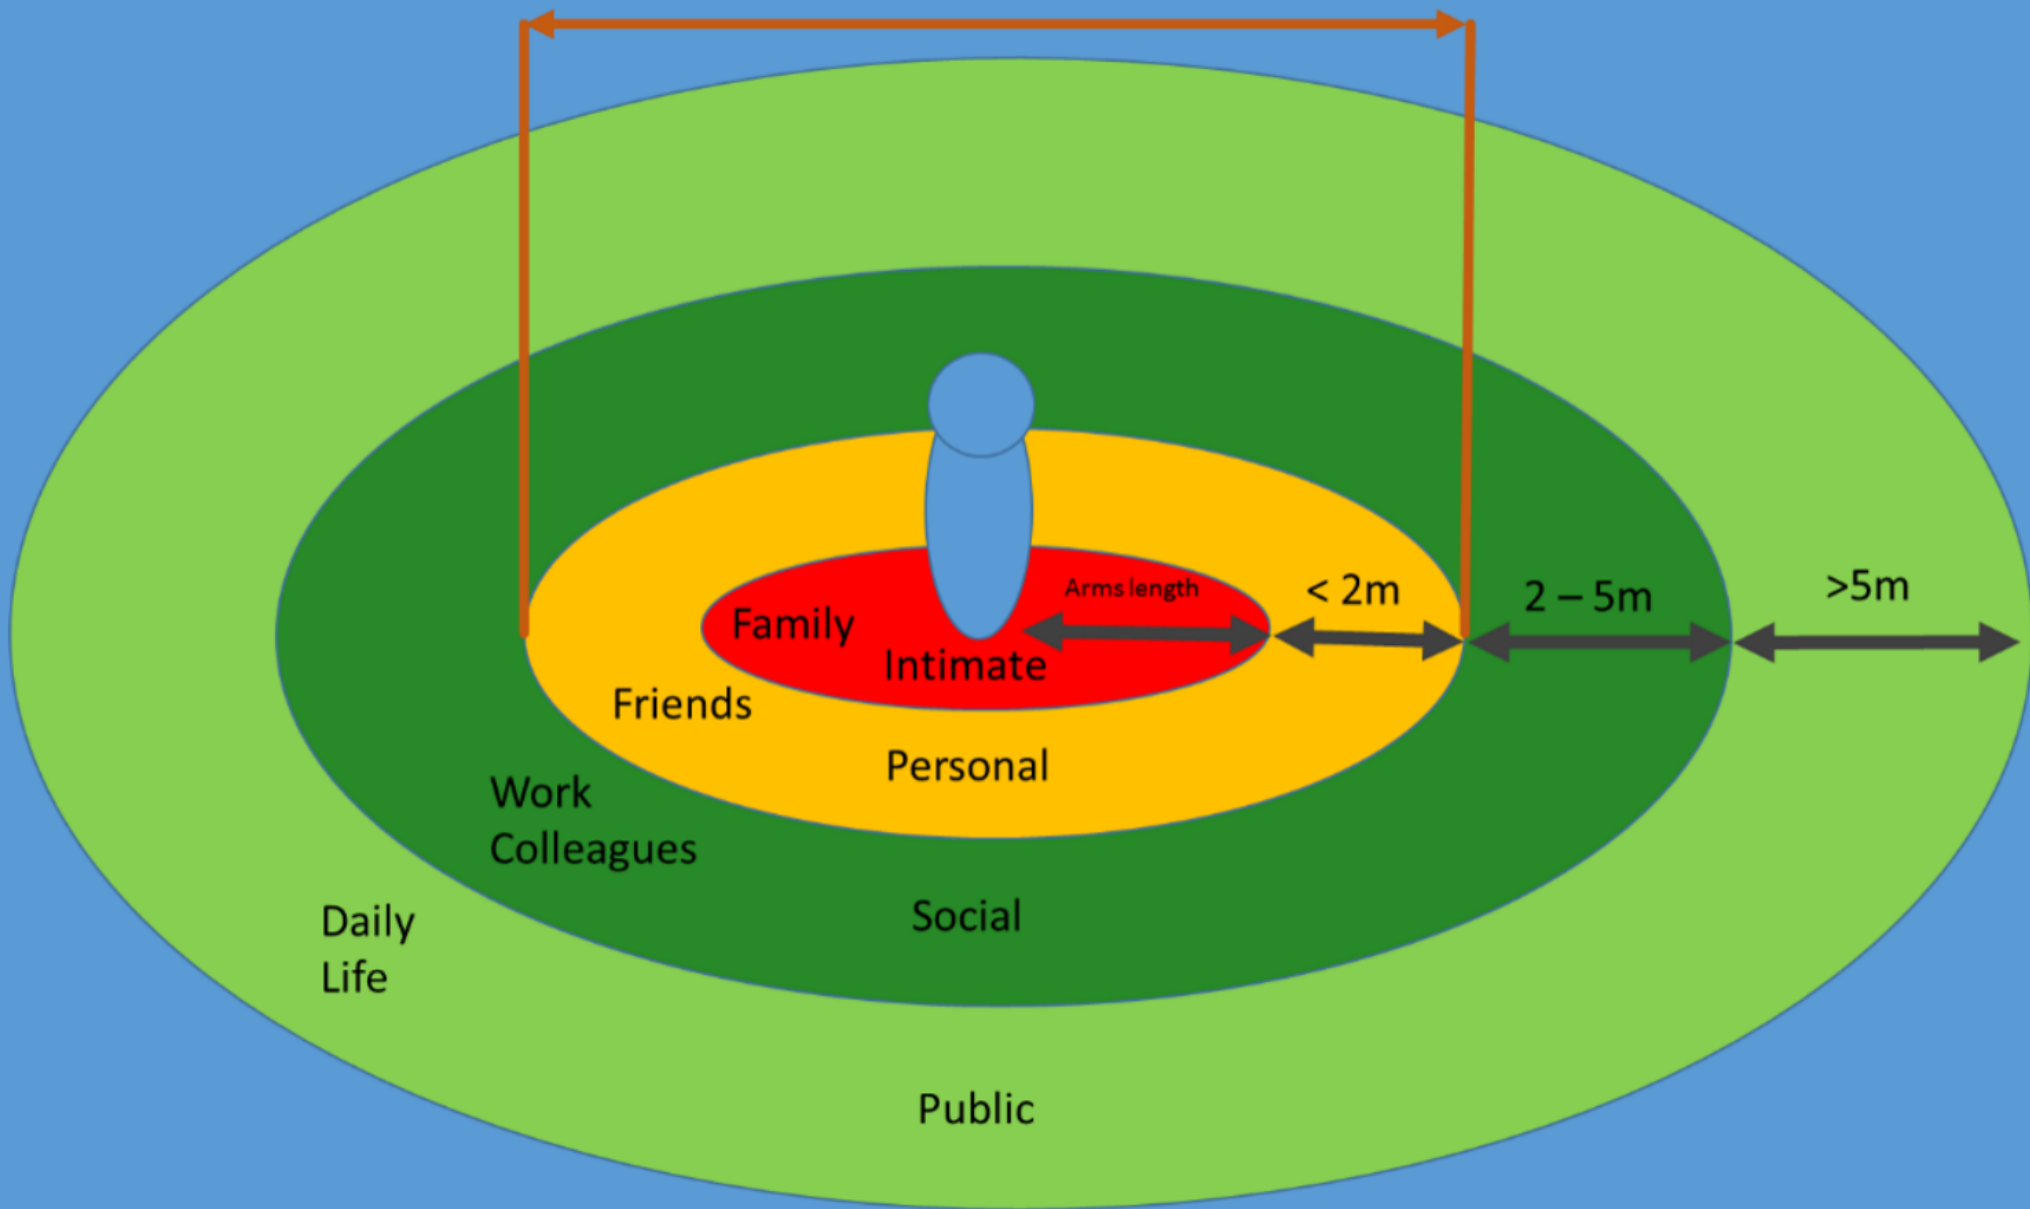 Arms length
< 2m
2 – 5m
>5m
Family
Intimate
Friends
Personal
Work
Colleagues
Social
Daily
Life
Public